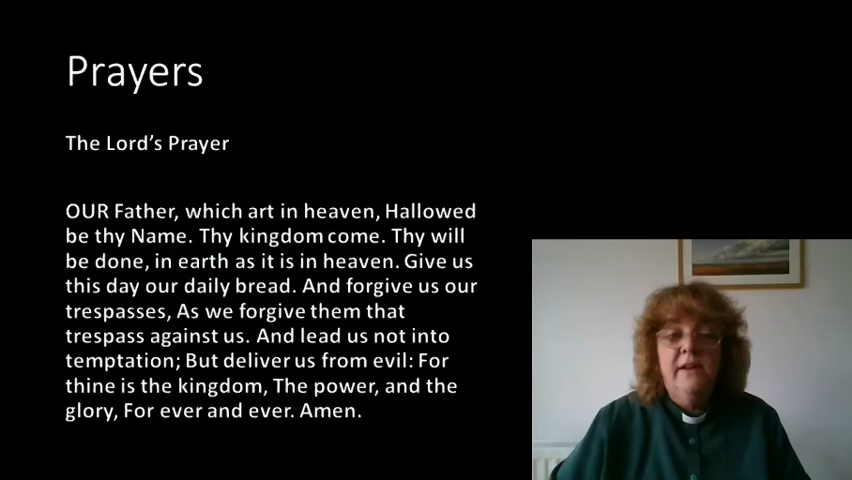 Prayers
The Lord’s Prayer
OUR Father, which art in heaven, Hallowed
be thy Name. Thy kingdom come. Thy will
be done, in earth as it is in heaven. Give us
this day our daily bread. And forgive us our
trespasses, As we forgive them that
trespass against us. And lead us not into
temptation; But deliver us from evil: For
thine is the kingdom, The power, and the
glory, For ever and ever. Amen.